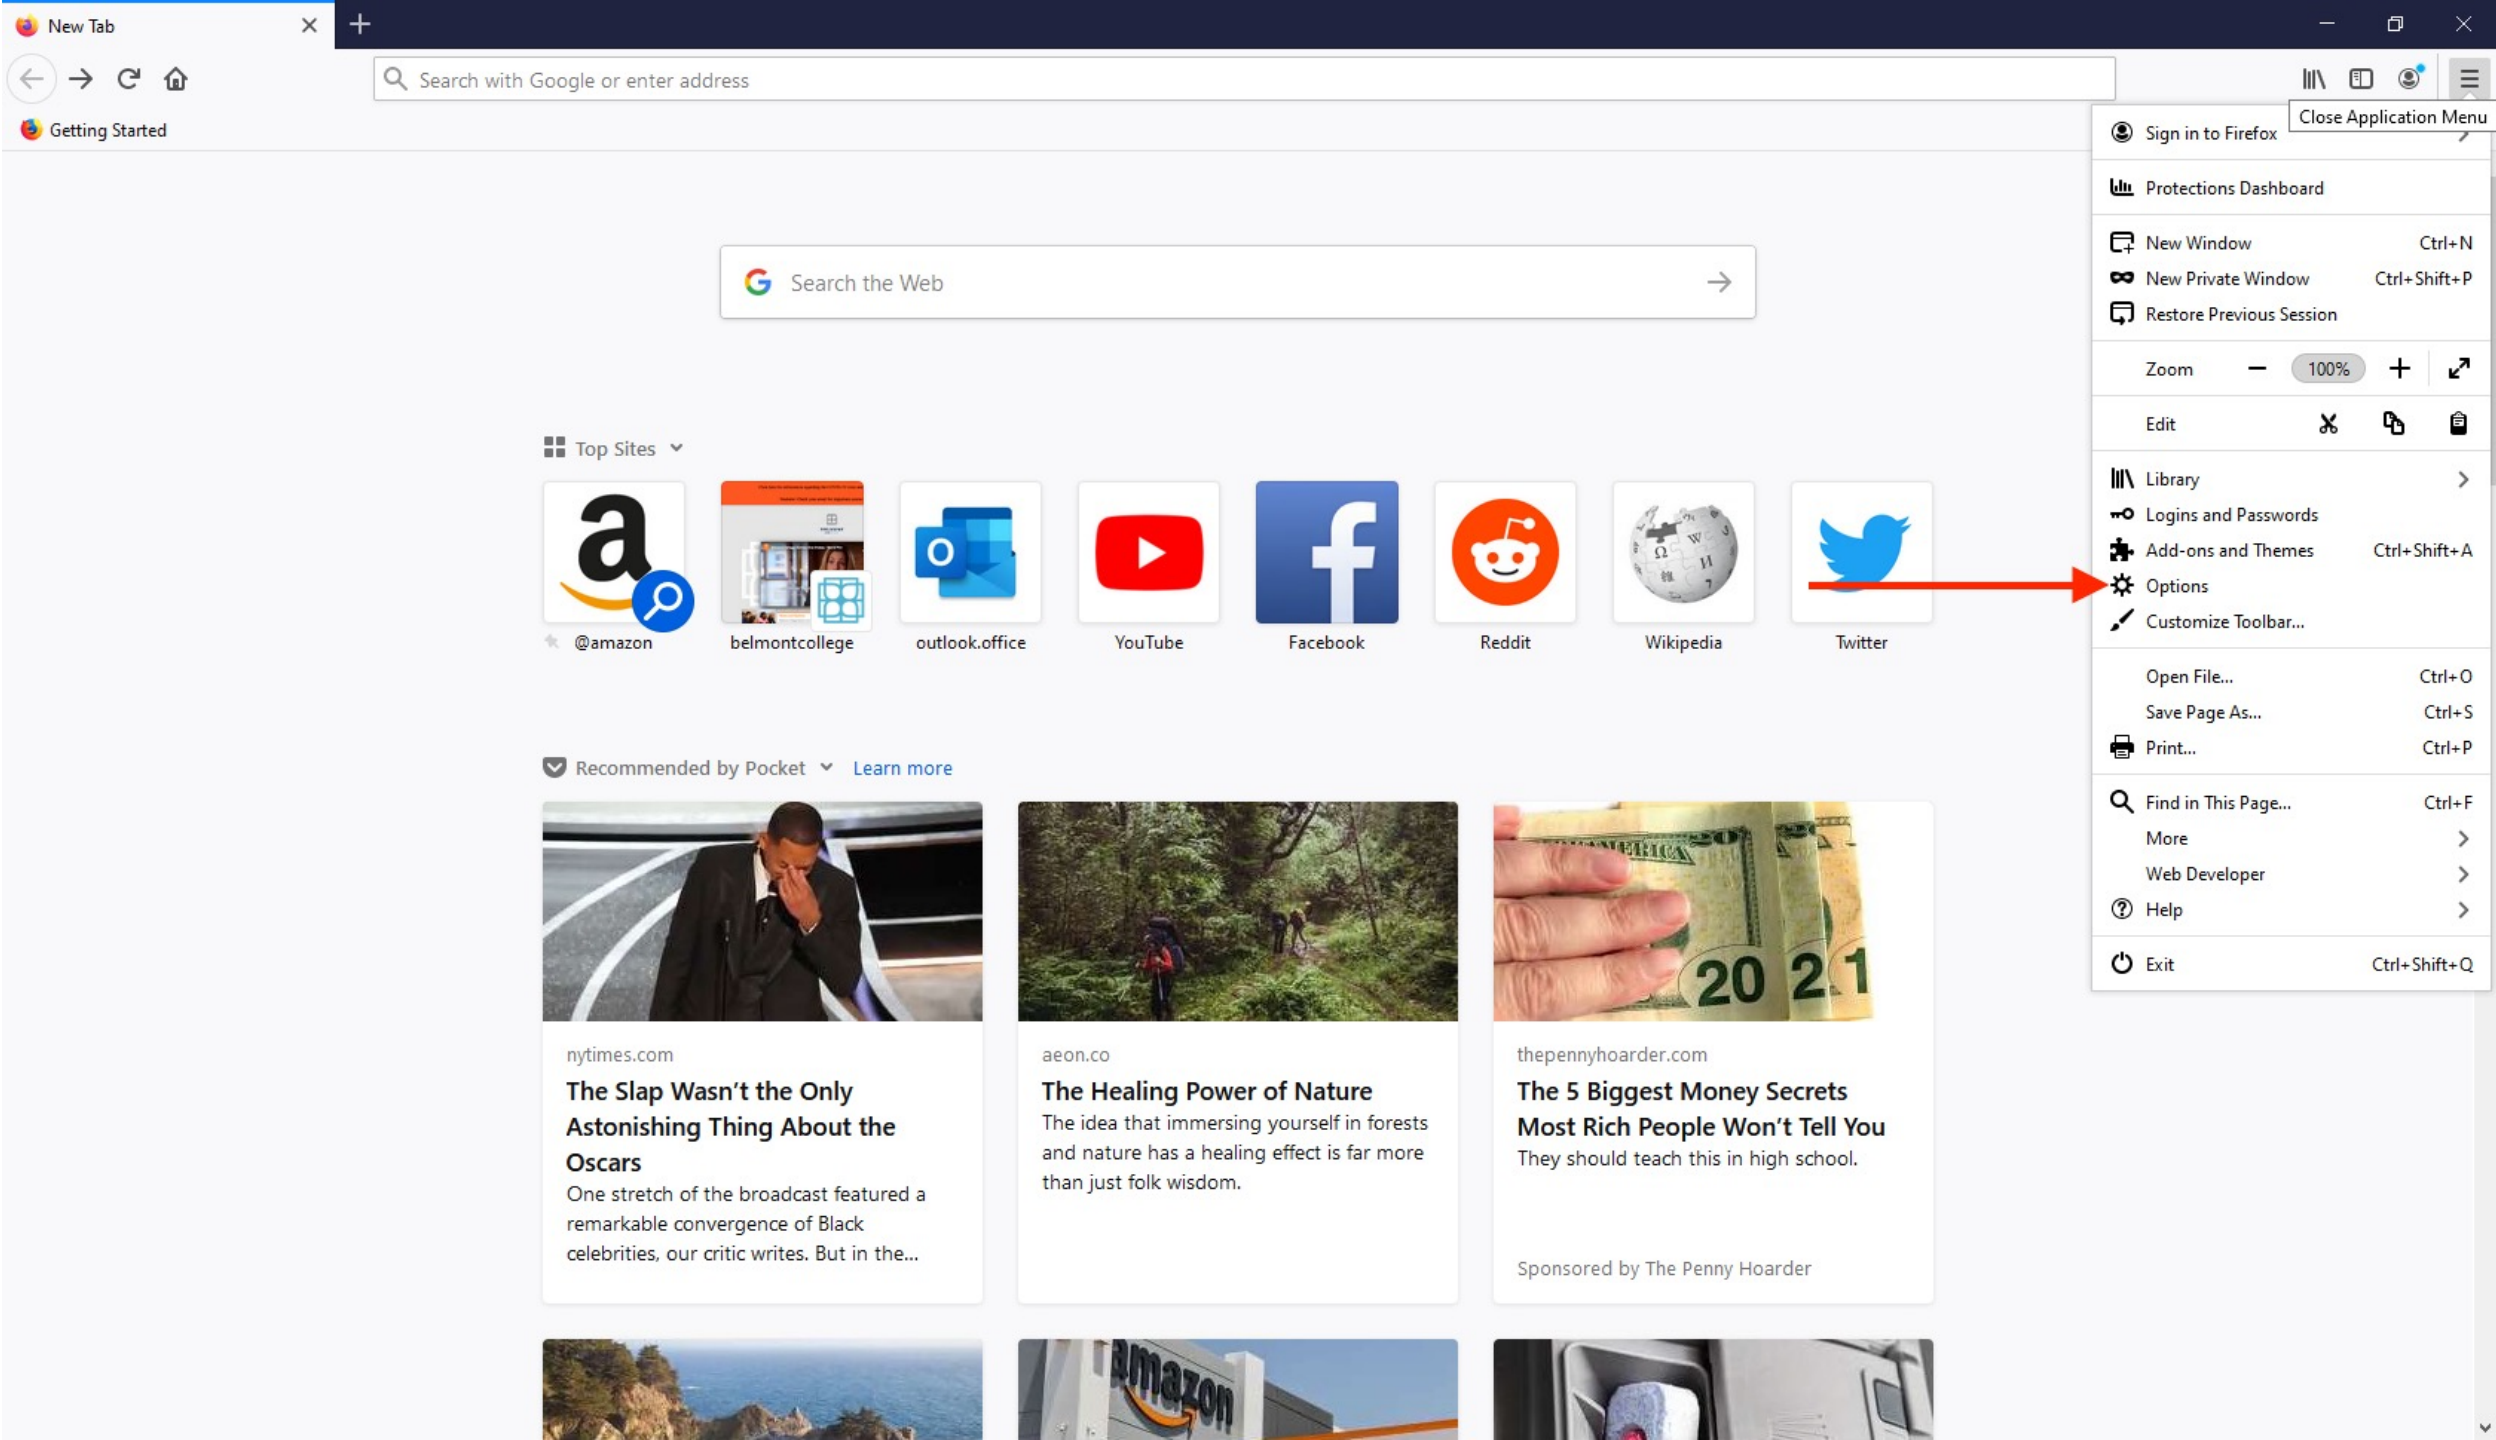 New Tab
Search with Google or enter address
Close Application Menu
Getting Started
Sign in to Firefox
Protections Dashboard
New Window Ctrl+N
New Private Window Ctrl+Shift+P
Restore Previous Session
Zoom 100%
Edit
Library
Logins and Passwords
Add-ons and Themes Ctrl+Shift+A
Options
Customize Toolbar...
Open File... Ctrl+O
Save Page As... Ctrl+S
Print... Ctrl+P
Find in This Page... Ctrl+F
More
Web Developer
Help
Exit Ctrl+Shift+Q
Search the Web
Top Sites
@amazon belmontcollege outlook.office YouTube Facebook Reddit Wikipedia Twitter
Recommended by Pocket Learn more
nytimes.com
The Slap Wasn't the Only
Astonishing Thing About the
Oscars
One stretch of the broadcast featured a
remarkable convergence of Black
celebrities, our critic writes. But in the...
aeon.co
The Healing Power of Nature
The idea that immersing yourself in forests
and nature has a healing effect is far more
than just folk wisdom.
AMERICA 20
20 21
thepennyhoarder.com
The 5 Biggest Money Secrets
Most Rich People Won't Tell You
They should teach this in high school.
Sponsored by The Penny Hoarder
amazon